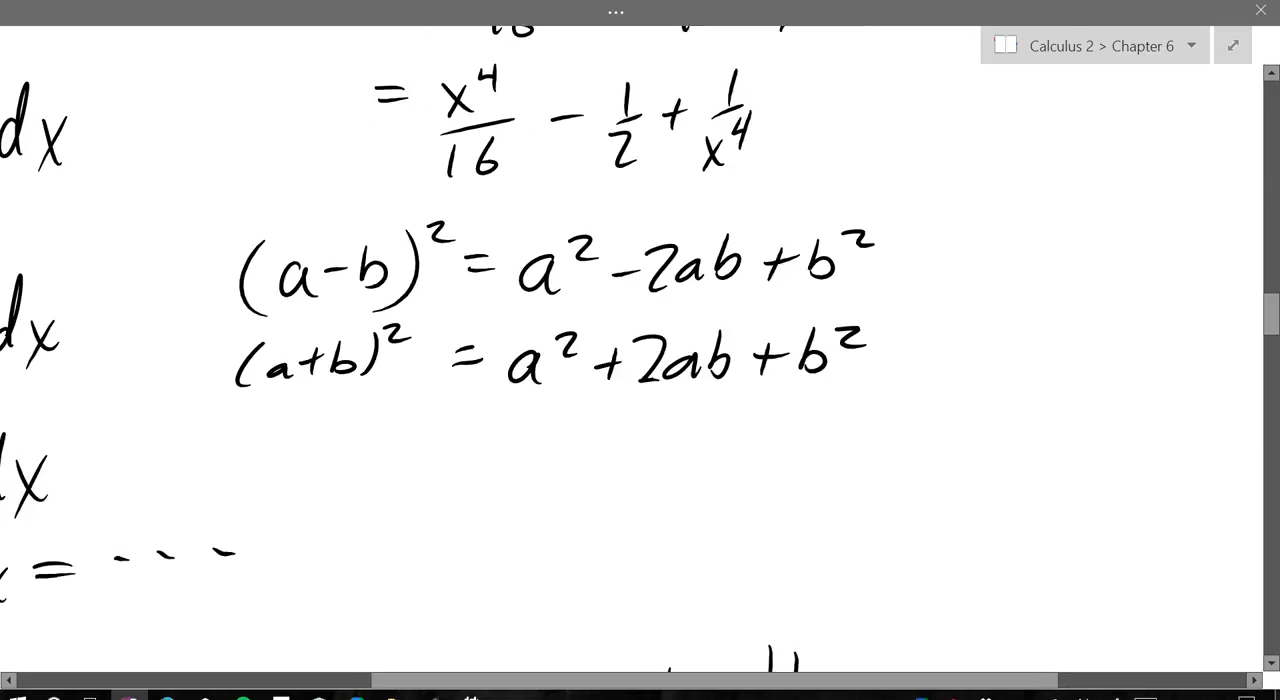 ...
Calculus 2 > Chapter 6
dx
= x⁴/16 - 1/2 + 1/x⁴
(a-b)² = a² - 2ab + b²
dx
(a+b)² = a² + 2ab + b²
dx
= - - -